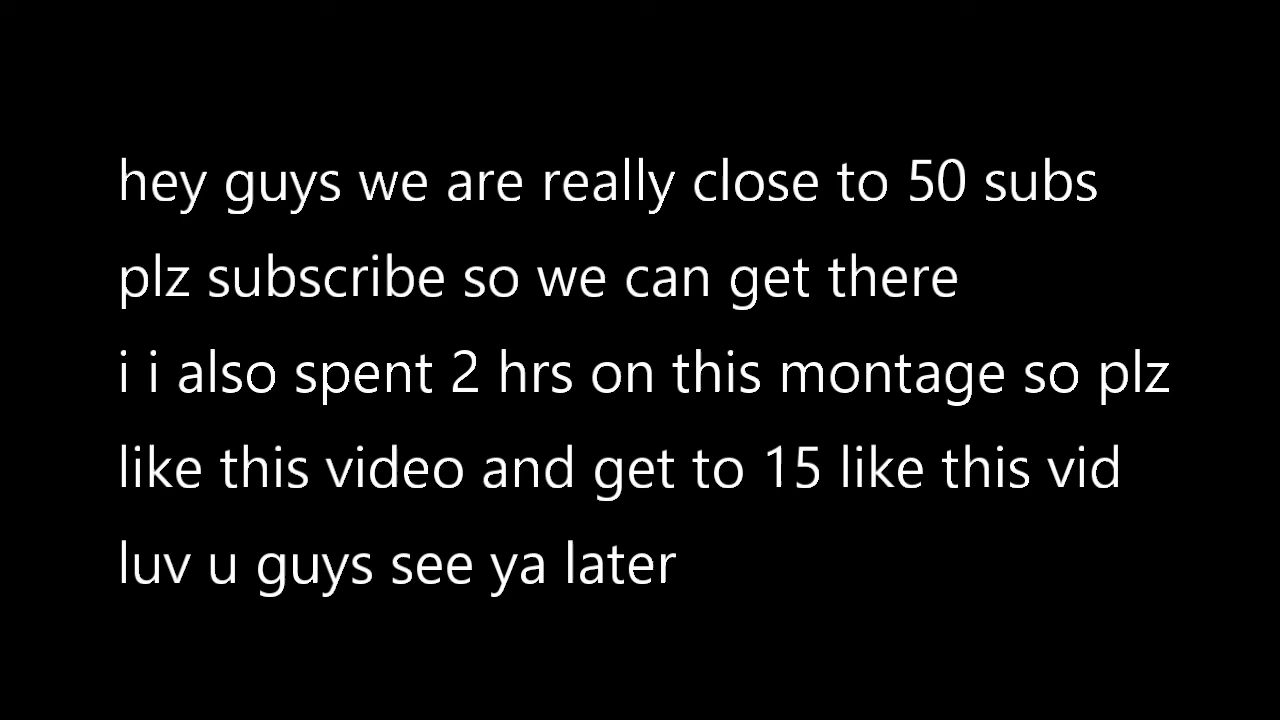 hey guys we are really close to 50 subs
plz subscribe so we can get there
i i also spent 2 hrs on this montage so plz
like this video and get to 15 like this vid
luv u guys see ya later